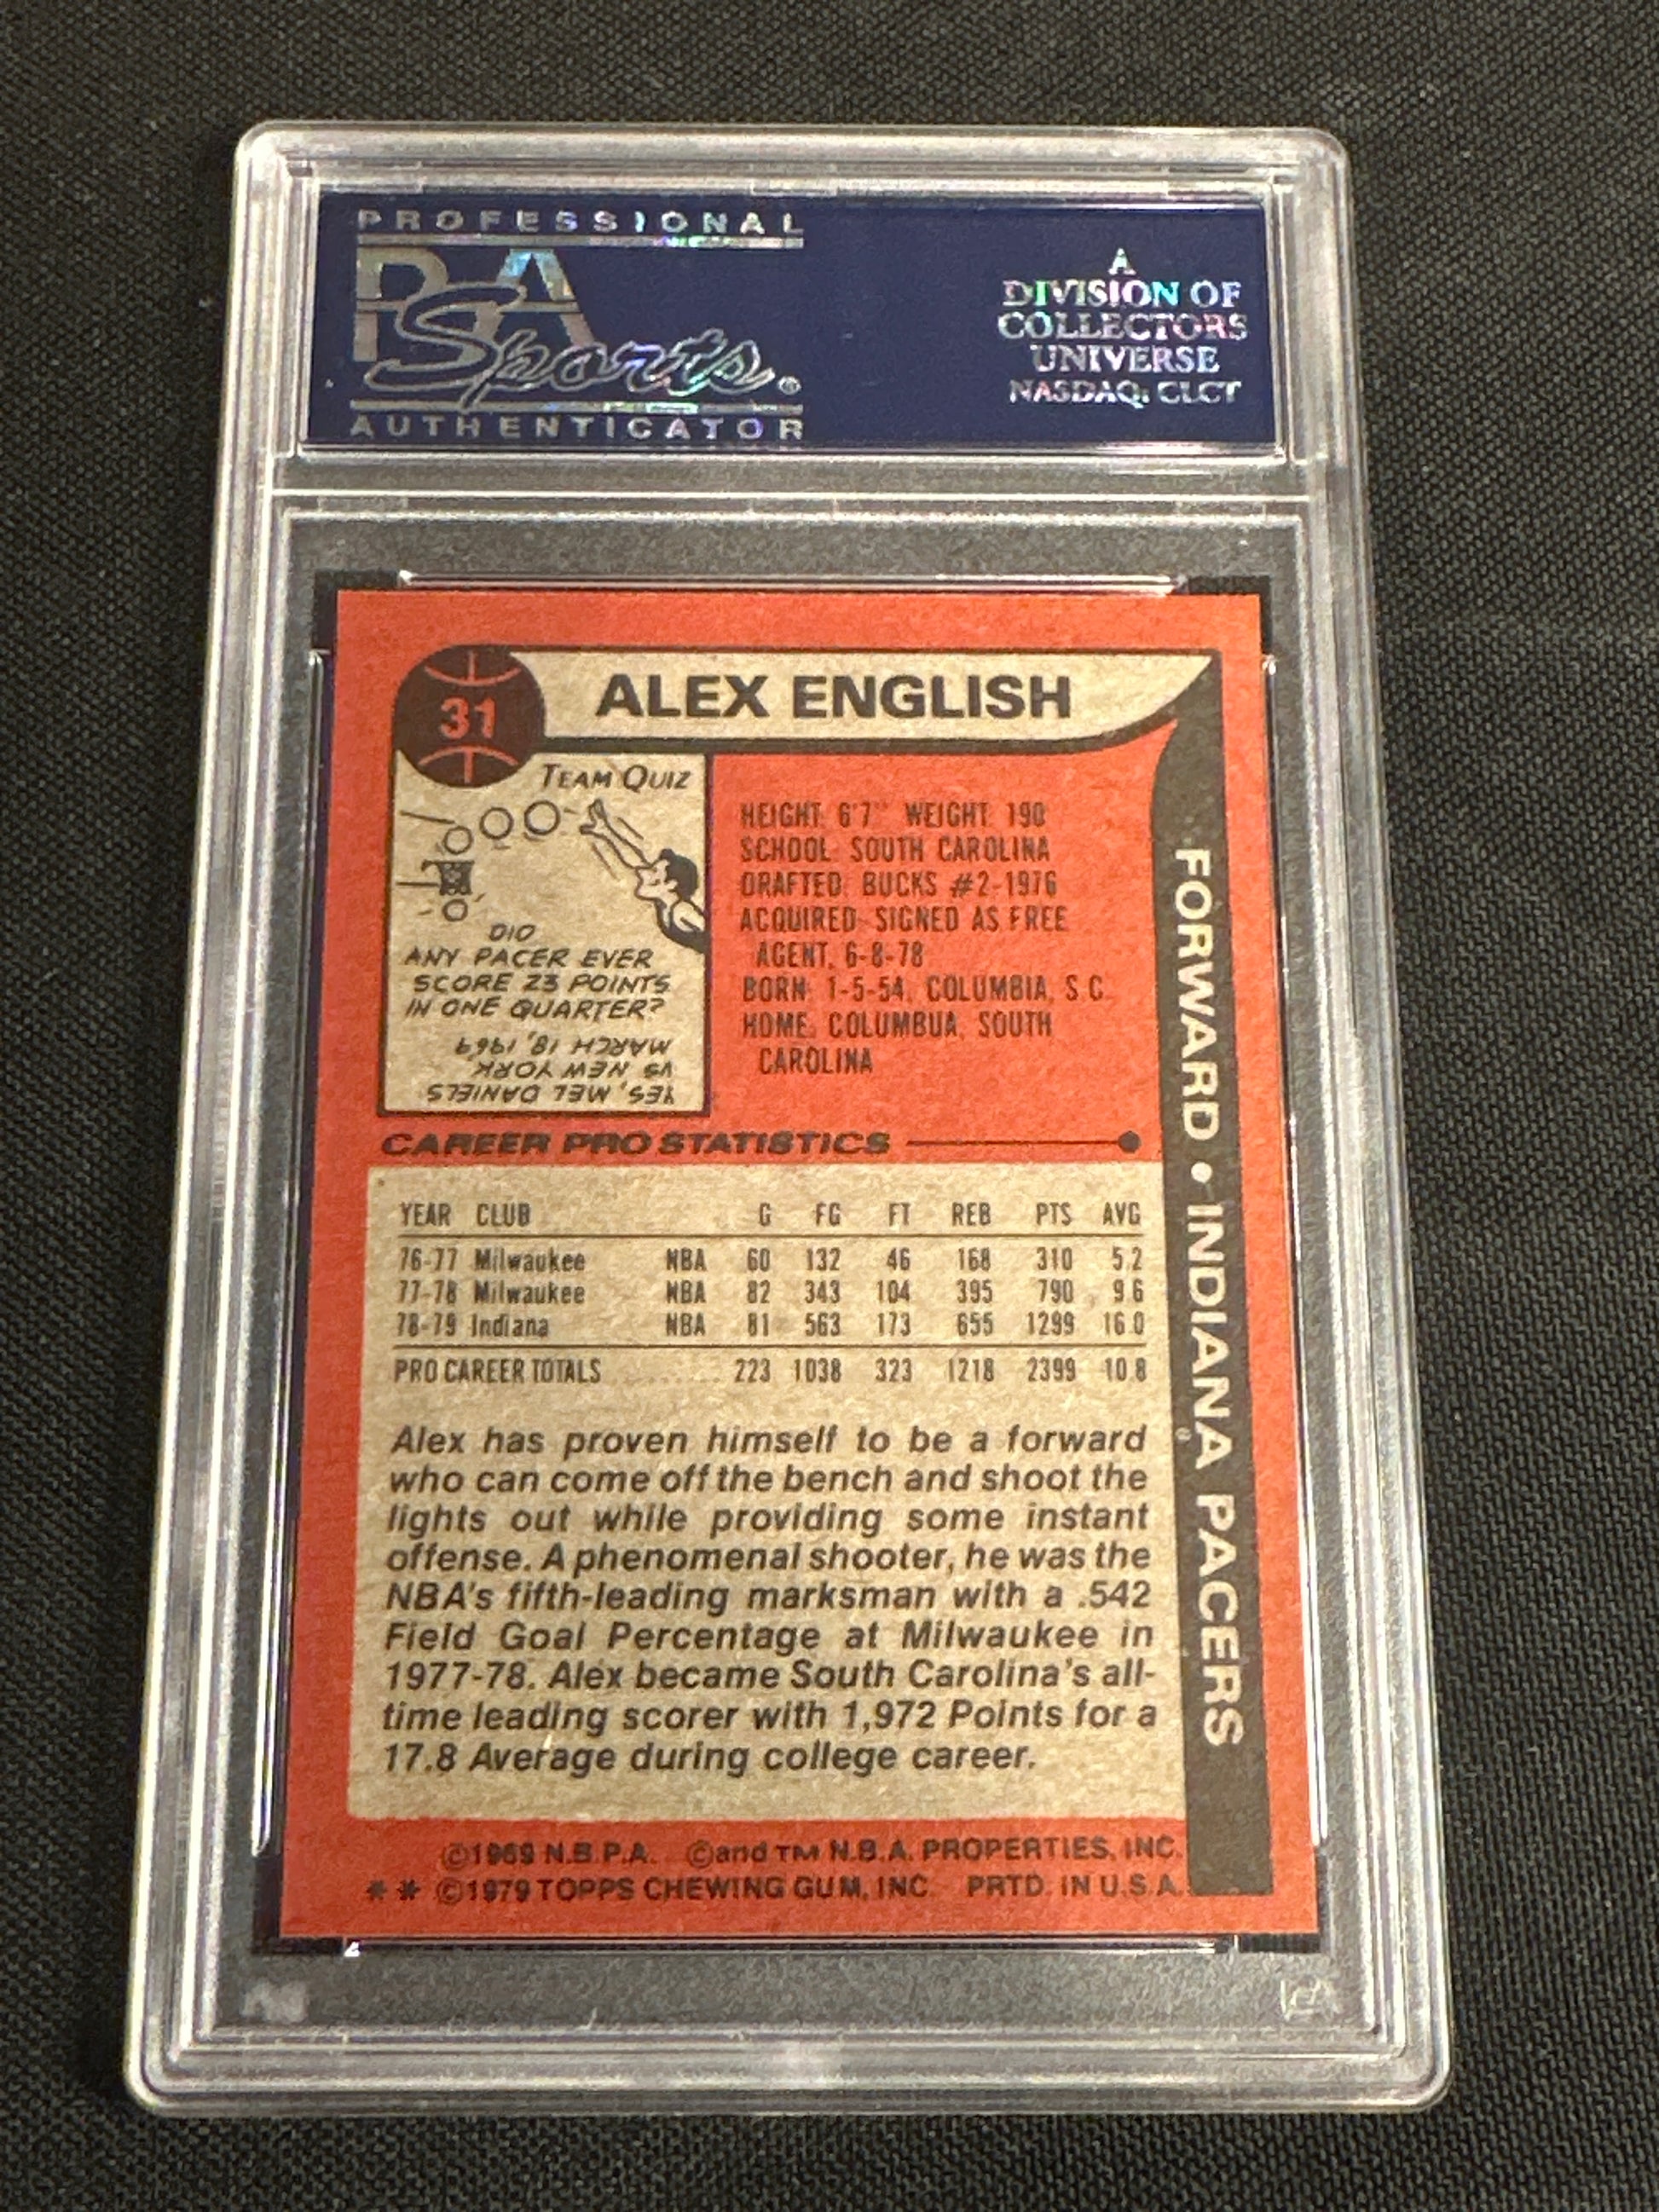 PROFESSIONAL
PSA
Sports®
AUTHENTICATOR
A
DIVISION OF
COLLECTORS
UNIVERSE
NASDAQ: CLCT
31
ALEX ENGLISH
TEAM QUIZ
DID
ANY PACER EVER
SCORE 23 POINTS
IN ONE QUARTER?
YES, MEL DANIELS
VS NEW YORK
MARCH 18, 1969
HEIGHT: 6'7" WEIGHT: 190
SCHOOL: SOUTH CAROLINA
DRAFTED: BUCKS #2-1976
ACQUIRED: SIGNED AS FREE
AGENT, 6-8-78
BORN: 1-5-54, COLUMBIA, S.C.
HOME: COLUMBUA, SOUTH
CAROLINA
FORWARD • INDIANA PACERS
CAREER PRO STATISTICS
YEAR CLUB G FG FT REB PTS AVG
76-77 Milwaukee NBA 60 132 46 168 310 5.2
77-78 Milwaukee NBA 82 343 104 395 790 9.6
78-79 Indiana NBA 81 563 173 655 1299 16.0
PRO CAREER TOTALS ........ 223 1038 323 1218 2399 10.8
Alex has proven himself to be a forward
who can come off the bench and shoot the
lights out while providing some instant
offense. A phenomenal shooter, he was the
NBA's fifth-leading marksman with a .542
Field Goal Percentage at Milwaukee in
1977-78. Alex became South Carolina's all-
time leading scorer with 1,972 Points for a
17.8 Average during college career.
©1969 N.B.P.A. ©and TM N.B.A. PROPERTIES, INC.
* * ©1979 TOPPS CHEWING GUM, INC. PRTD. IN U.S.A.